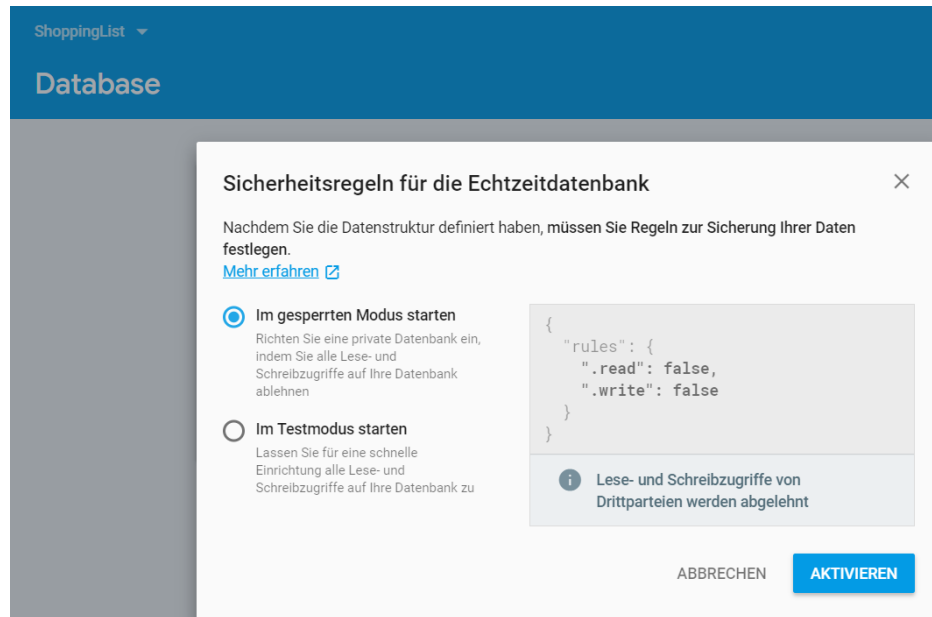 ShoppingList
Database
Sicherheitsregeln für die Echtzeitdatenbank
Nachdem Sie die Datenstruktur definiert haben, müssen Sie Regeln zur Sicherung Ihrer Daten
festlegen.
Mehr erfahren
Im gesperrten Modus starten
Richten Sie eine private Datenbank ein,
indem Sie alle Lese- und
Schreibzugriffe auf Ihre Datenbank
ablehnen
Im Testmodus starten
Lassen Sie für eine schnelle
Einrichtung alle Lese- und
Schreibzugriffe auf Ihre Datenbank zu
{
"rules": {
".read": false,
".write": false
}
}
Lese- und Schreibzugriffe von
Drittparteien werden abgelehnt
ABBRECHEN
AKTIVIEREN